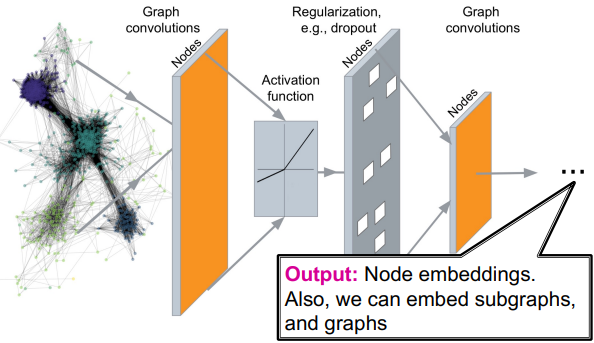 Graph
convolutions
Regularization,
e.g., dropout
Graph
convolutions
Activation
function
Nodes
Nodes
Nodes
...
Output: Node embeddings.
Also, we can embed subgraphs,
and graphs